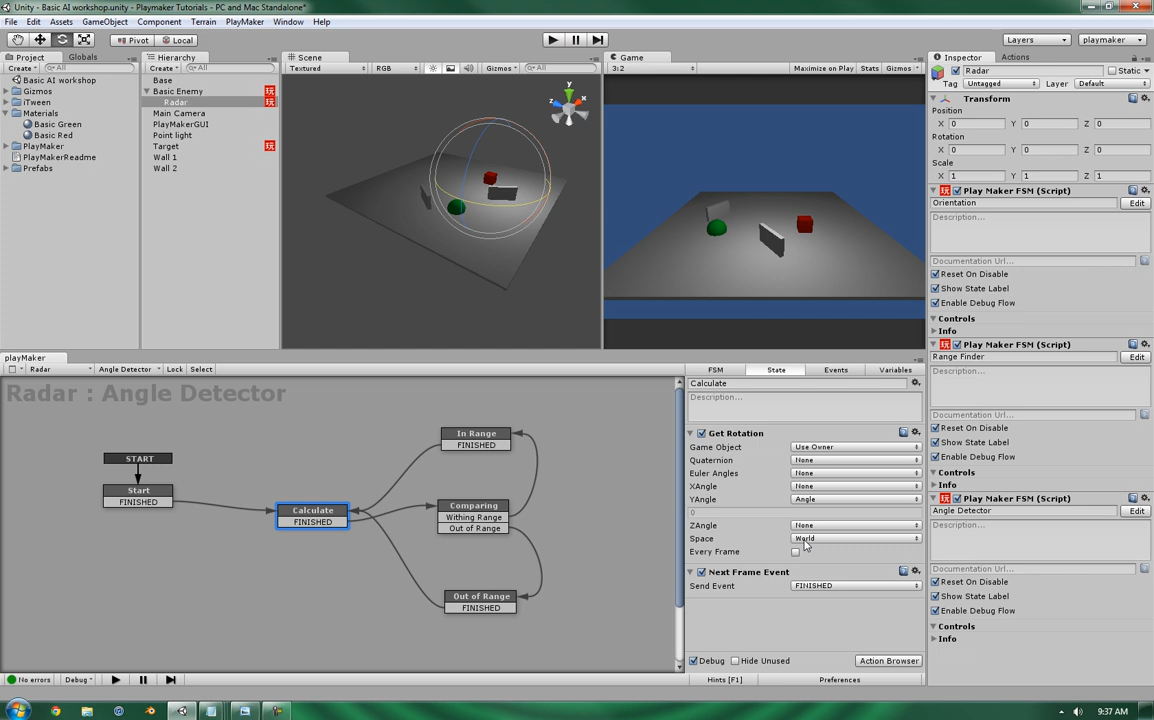 Unity - Basic AI workshop.unity - Playmaker Tutorials - PC and Mac Standalone*
File Edit Assets GameObject Component Terrain PlayMaker Window Help
Pivot Local Layers playmaker
Project Globals Hierarchy Scene Game Inspector Actions
Create All Create All Textured RGB Gizmos All 3:2 Maximize on Play Stats Gizmos
Radar Static
Tag Untagged Layer Default
Basic AI workshop
Gizmos
iTween
Materials
Basic Green
Basic Red
PlayMaker
PlayMakerReadme
Prefabs
Base
Basic Enemy
Radar
Main Camera
PlayMakerGUI
Point light
Target
Wall 1
Wall 2
y
x
z
Transform
Position
X 0 Y 0 Z 0
Rotation
X 0 Y 0 Z 0
Scale
X 1 Y 1 Z 1
Play Maker FSM (Script)
Orientation Edit
Description...
Documentation Url...
Reset On Disable
Show State Label
Enable Debug Flow
Controls
Info
Play Maker FSM (Script)
Range Finder Edit
Description...
Documentation Url...
Reset On Disable
Show State Label
Enable Debug Flow
Controls
Info
Play Maker FSM (Script)
Angle Detector Edit
Description...
Documentation Url...
Reset On Disable
Show State Label
Enable Debug Flow
Controls
Info
playMaker
Radar Angle Detector Lock Select
Radar : Angle Detector
START
Start
FINISHED
Calculate
FINISHED
In Range
FINISHED
Comparing
Withing Range
Out of Range
Out of Range
FINISHED
FSM State Events Variables
Calculate
Description...
Get Rotation
Game Object Use Owner
Quaternion None
Euler Angles None
XAngle None
YAngle Angle
0
ZAngle None
Space World
Every Frame
Next Frame Event
Send Event FINISHED
Debug Hide Unused Action Browser
No errors Debug Hints [F1] Preferences
9:37 AM